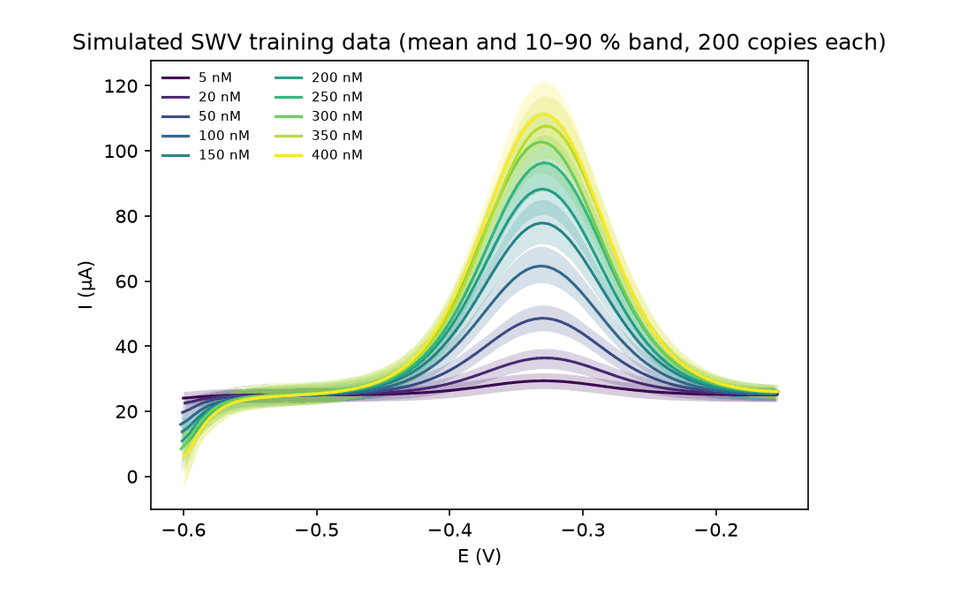 Simulated SWV training data (mean and 10–90 % band, 200 copies each)
5 nM
20 nM
50 nM
100 nM
150 nM
200 nM
250 nM
300 nM
350 nM
400 nM
I (µA)
120
100
80
60
40
20
0
−0.6
−0.5
−0.4
−0.3
−0.2
E (V)